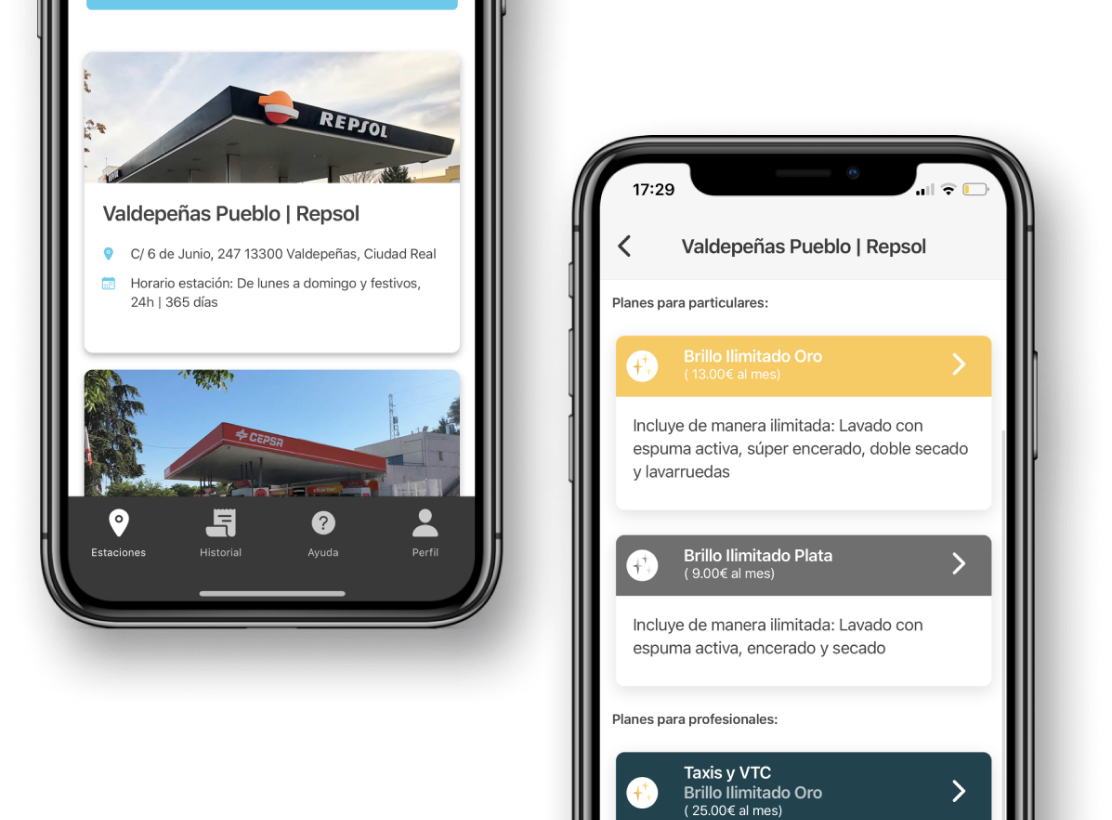 REPSOL
Valdepeñas Pueblo | Repsol
C/ 6 de Junio, 247 13300 Valdepeñas, Ciudad Real
Horario estación: De lunes a domingo y festivos,
24h | 365 días
CEPSA
Estaciones
Historial
Ayuda
Perfil
17:29
Valdepeñas Pueblo | Repsol
Planes para particulares:
Brillo Ilimitado Oro
( 13.00€ al mes)
Incluye de manera ilimitada: Lavado con
espuma activa, súper encerado, doble secado
y lavarruedas
Brillo Ilimitado Plata
( 9.00€ al mes)
Incluye de manera ilimitada: Lavado con
espuma activa, encerado y secado
Planes para profesionales:
Taxis y VTC
Brillo Ilimitado Oro
( 25.00€ al mes)